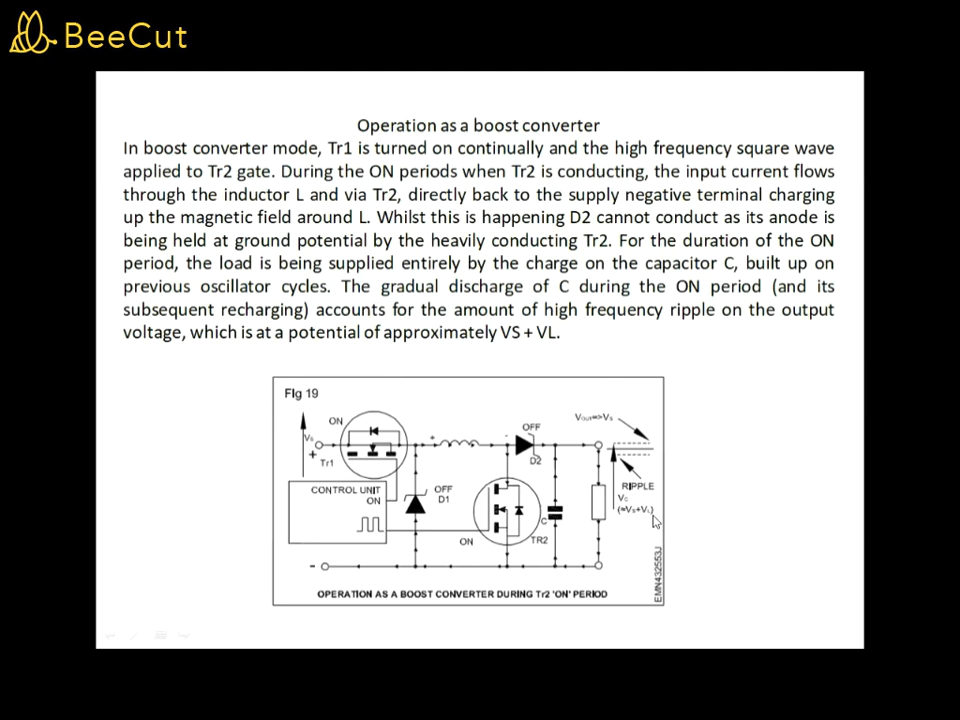 BeeCut
Operation as a boost converter
In boost converter mode, Tr1 is turned on continually and the high frequency square wave
applied to Tr2 gate. During the ON periods when Tr2 is conducting, the input current flows
through the inductor L and via Tr2, directly back to the supply negative terminal charging
up the magnetic field around L. Whilst this is happening D2 cannot conduct as its anode is
being held at ground potential by the heavily conducting Tr2. For the duration of the ON
period, the load is being supplied entirely by the charge on the capacitor C, built up on
previous oscillator cycles. The gradual discharge of C during the ON period (and its
subsequent recharging) accounts for the amount of high frequency ripple on the output
voltage, which is at a potential of approximately VS + VL.
Fig 19
ON
OFF
Vs
+
Tr1
+
-
D2
CONTROL UNIT
ON
OFF
D1
RIPPLE
Vc
(=Vs+VL)
C
ON
TR2
-
OPERATION AS A BOOST CONVERTER DURING Tr2 'ON' PERIOD
EMN432553J